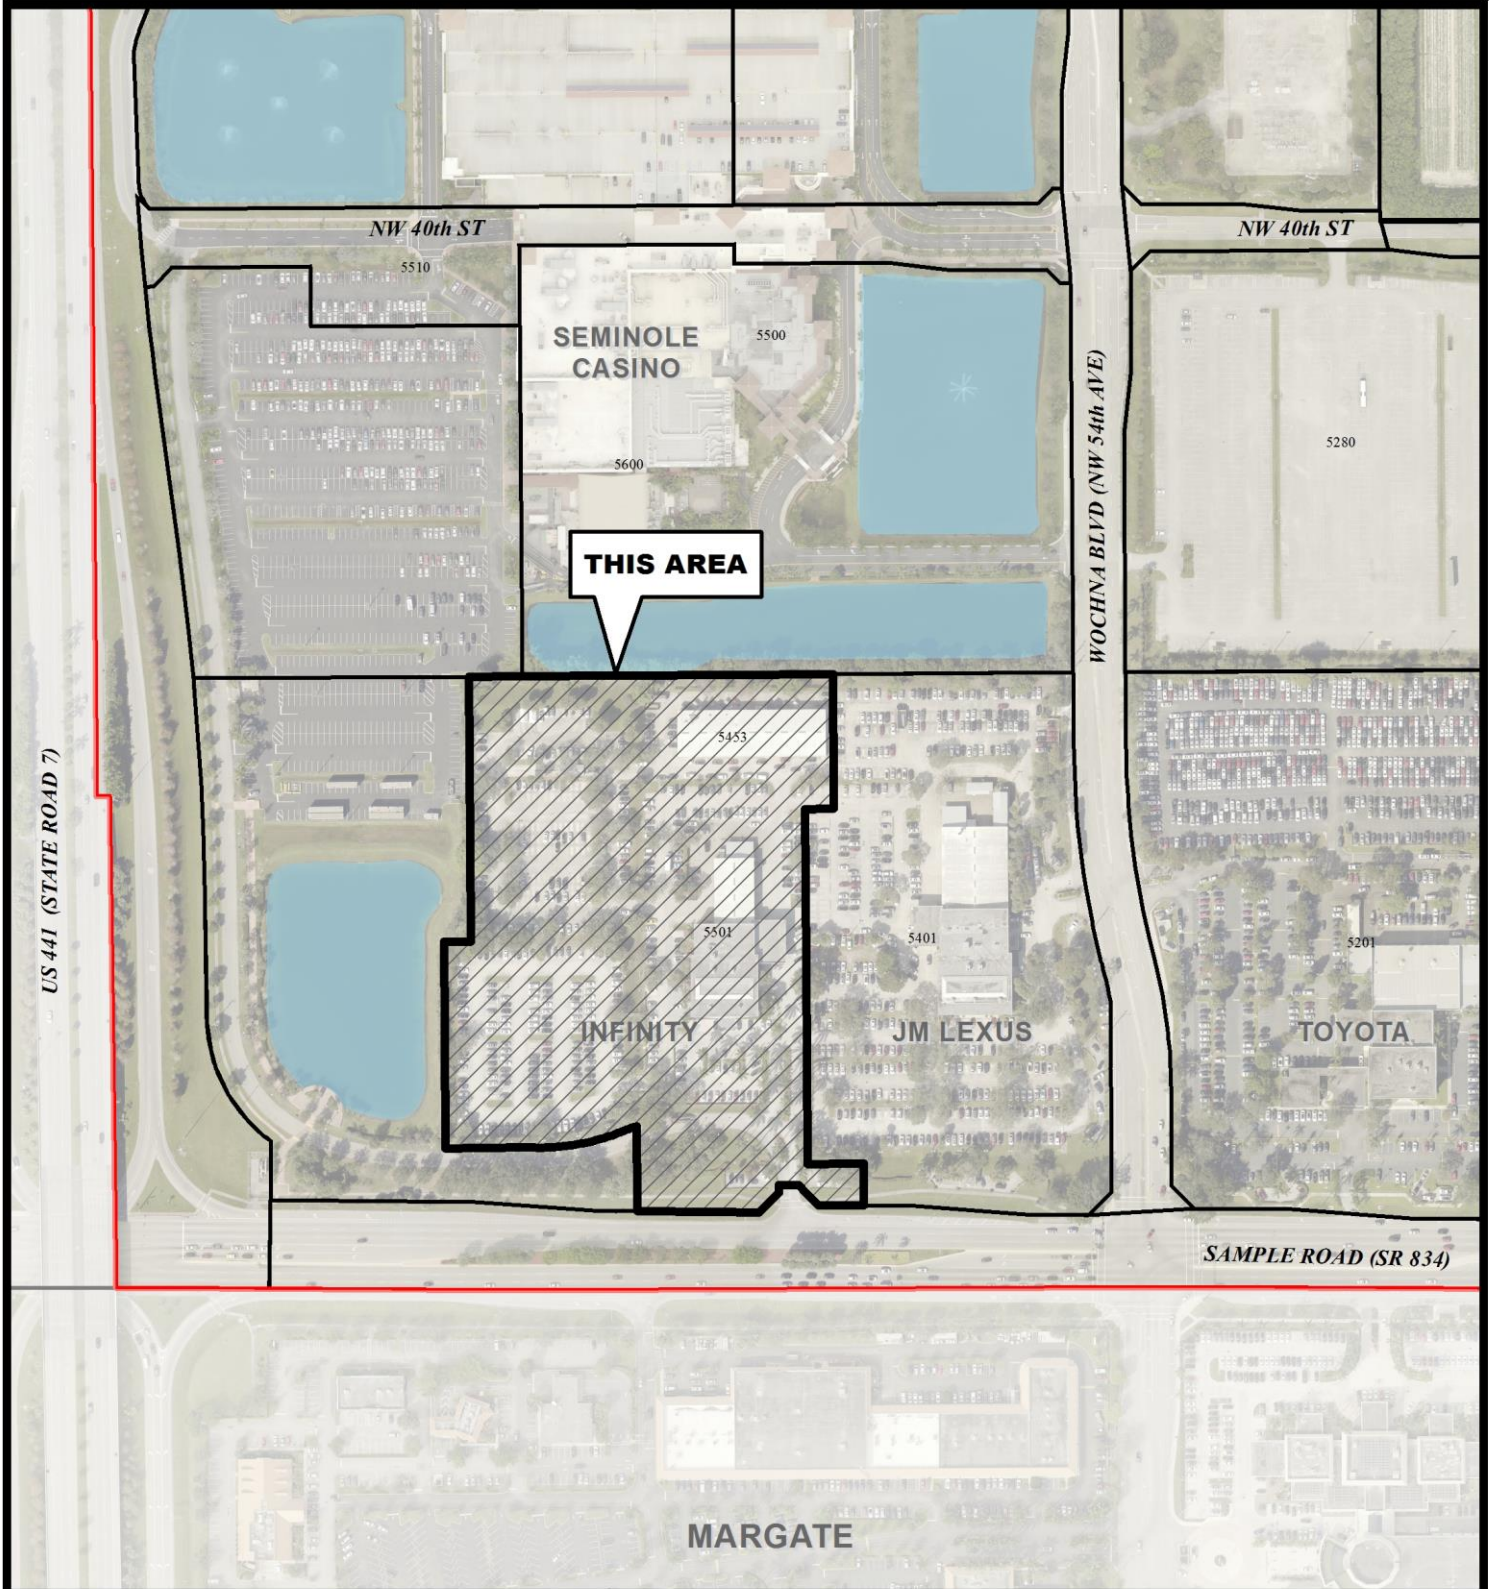 NW 40th ST
NW 40th ST
5510
SEMINOLE
CASINO
5500
5600
5280
WOCHNA BLVD (NW 54th AVE)
THIS AREA
US 441 (STATE ROAD 7)
5453
5501
5401
5201
INFINITY
JM LEXUS
TOYOTA
SAMPLE ROAD (SR 834)
MARGATE